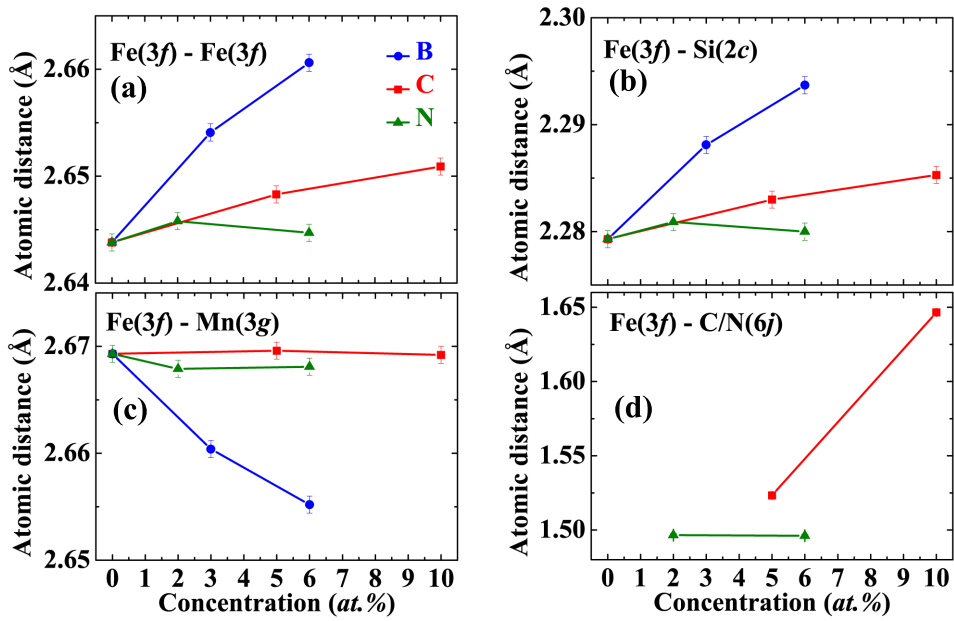 Fe(3f) - Fe(3f)
(a)
B
C
N
2.66
2.65
2.64
Atomic distance (Å)
Fe(3f) - Si(2c)
(b)
2.30
2.29
2.28
Atomic distance (Å)
Fe(3f) - Mn(3g)
(c)
2.67
2.66
2.65
Atomic distance (Å)
0 1 2 3 4 5 6 7 8 9 10
Concentration (at.%)
Fe(3f) - C/N(6j)
(d)
1.65
1.60
1.55
1.50
Atomic distance (Å)
0 1 2 3 4 5 6 7 8 9 10
Concentration (at.%)